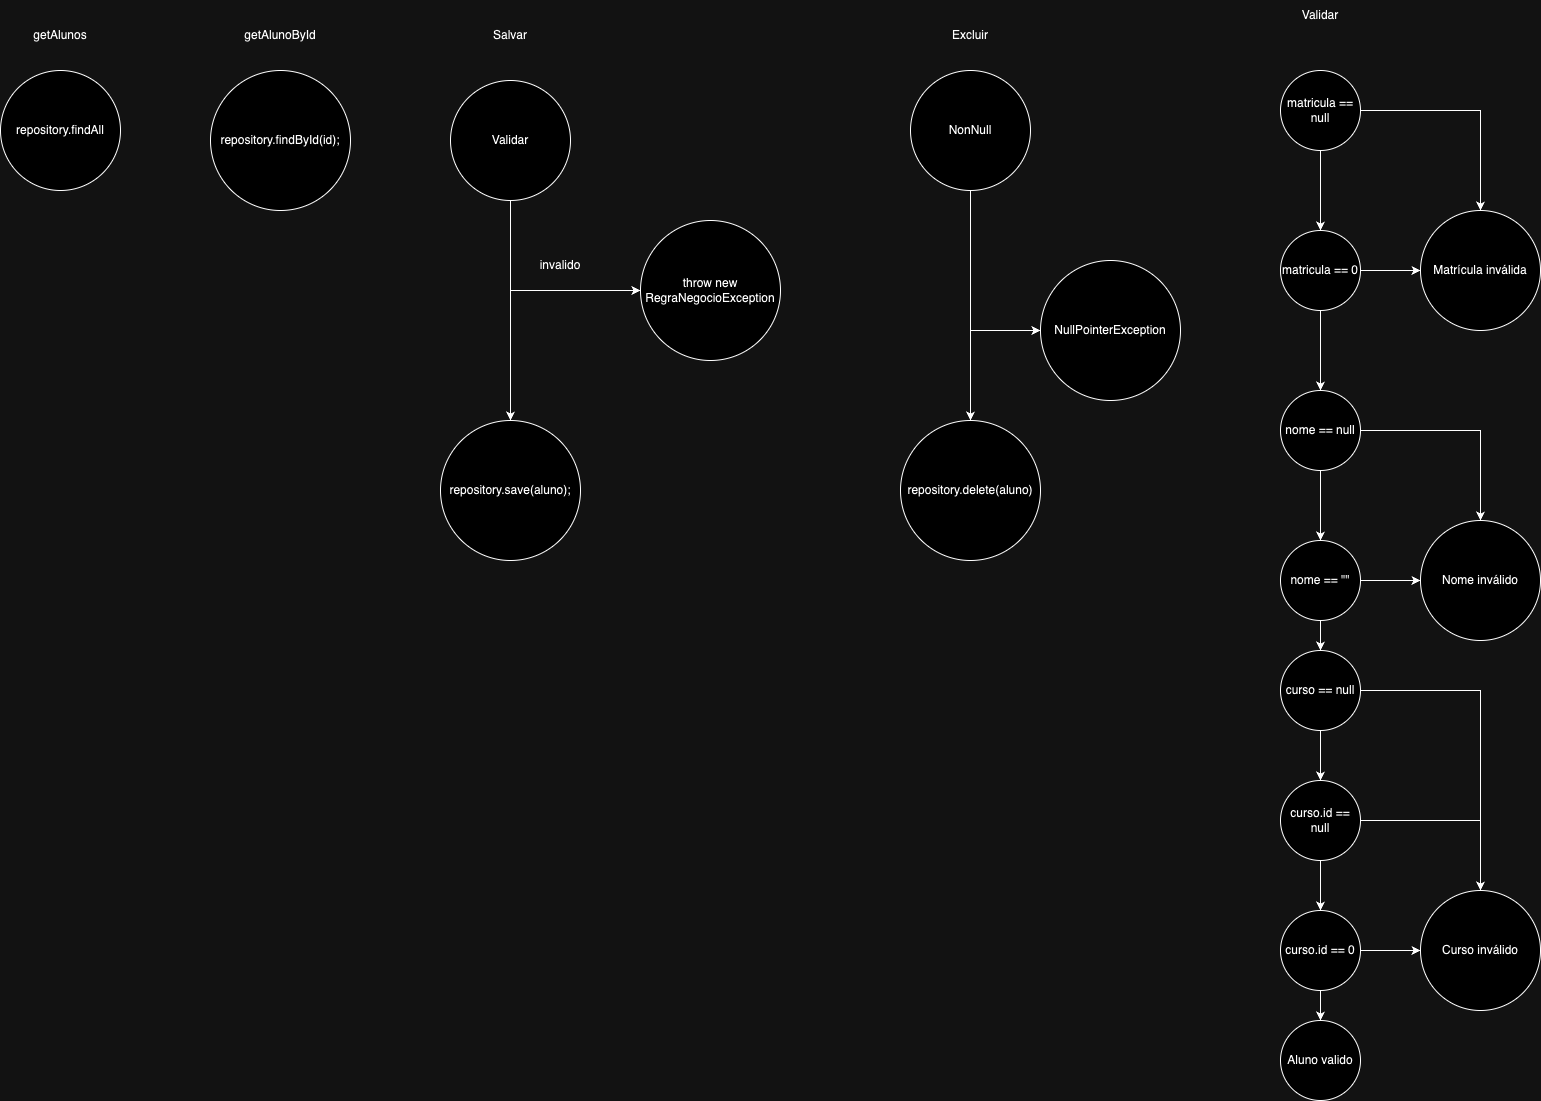 getAlunos
repository.findAll
getAlunoById
repository.findById(id);
Salvar
Validar
invalido
throw new
RegraNegocioException
repository.save(aluno);
Excluir
NonNull
NullPointerException
repository.delete(aluno)
Validar
matricula ==
null
matricula == 0
Matrícula inválida
nome == null
nome == ""
Nome inválido
curso == null
curso.id ==
null
curso.id == 0
Curso inválido
Aluno valido